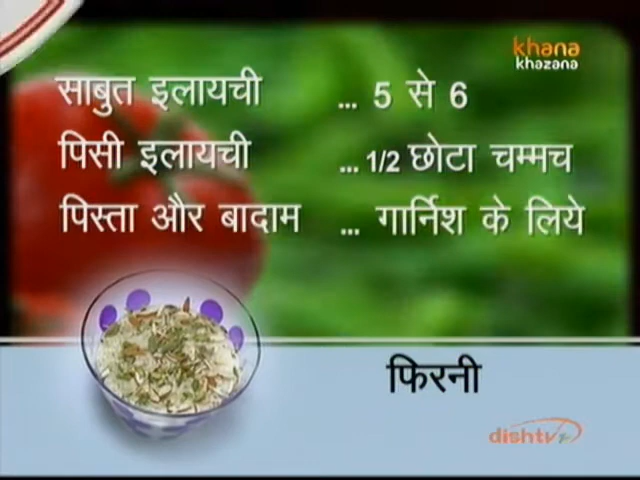 khana
khazana
साबुत इलायची ... 5 से 6
पिसी इलायची ... 1/2 छोटा चम्मच
पिस्ता और बादाम ... गार्निश के लिये
फिरनी
dishtv